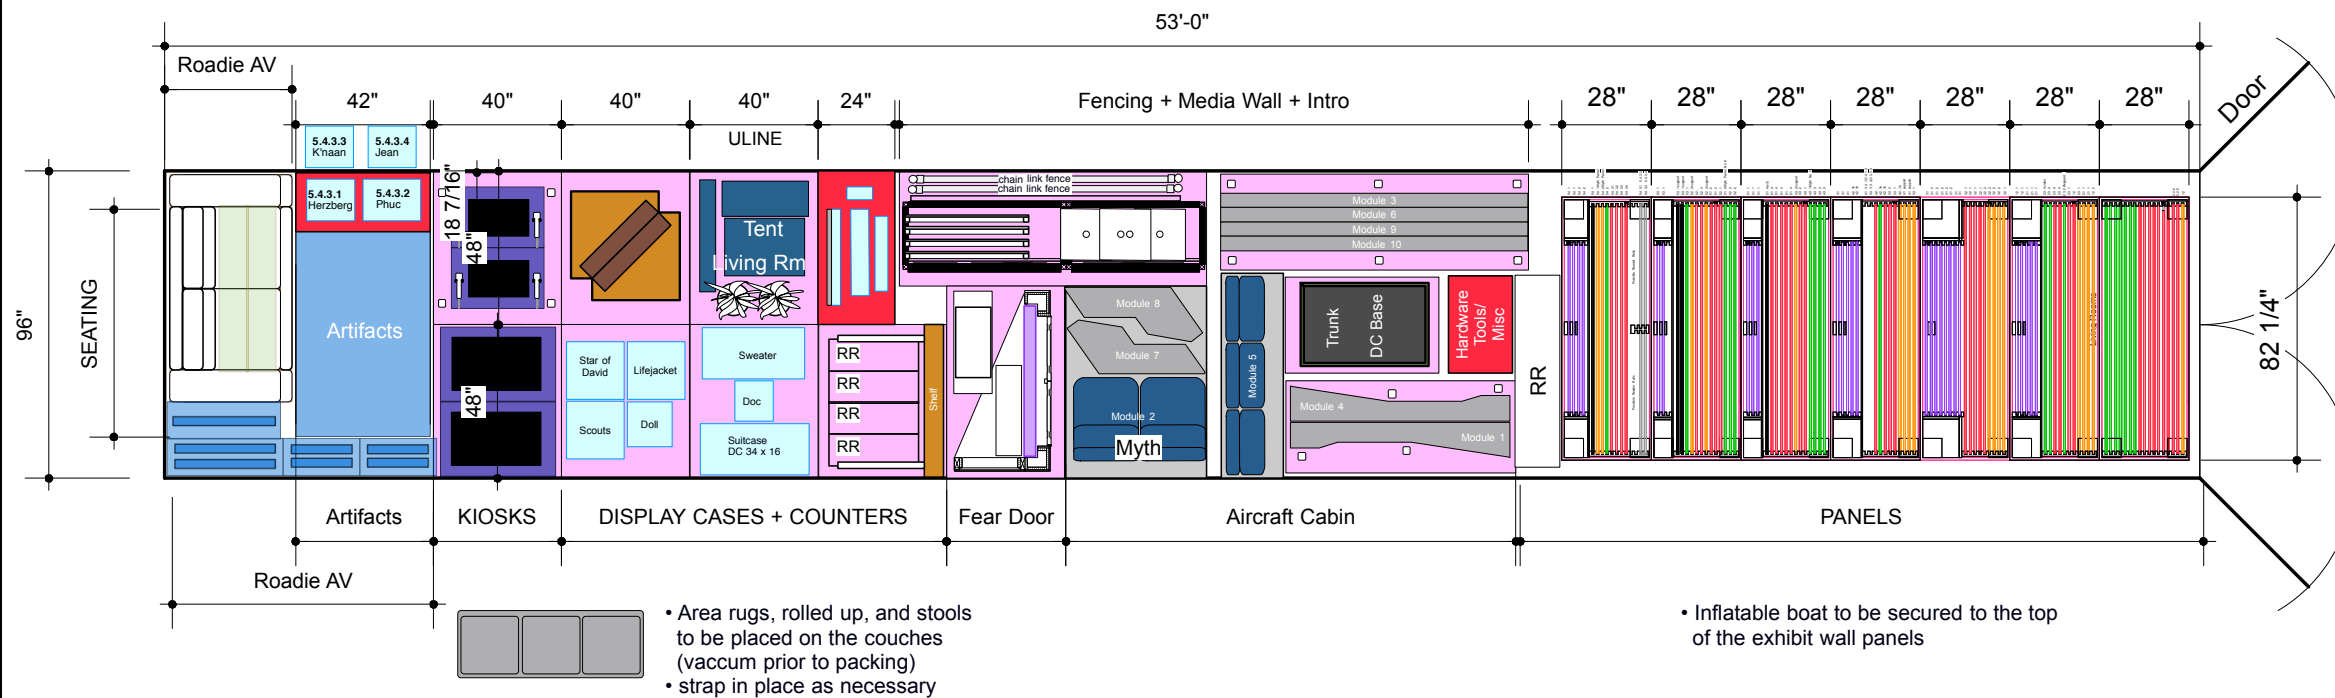 53'-0"
Roadie AV
42"
40"
40"
40"
24"
Fencing + Media Wall + Intro
28"
28"
28"
28"
28"
28"
28"
Door
ULINE
5.4.3.3
K'naan
5.4.3.4
Jean
5.4.3.1
Herzberg
5.4.3.2
Phuc
18 7/16"
48"
48"
96"
SEATING
Artifacts
Tent
Living Rm
chain link fence
chain link fence
Module 3
Module 6
Module 9
Module 10
Star of
David
Lifejacket
Scouts
Doll
Sweater
Doc
Suitcase
DC 34 x 16
RR
RR
RR
RR
Shelf
Module 8
Module 7
Module 2
Myth
Module 5
Trunk
DC Base
Hardware
Tools/
Misc
Module 4
Module 1
RR
82 1/4"
Artifacts
KIOSKS
DISPLAY CASES + COUNTERS
Fear Door
Aircraft Cabin
PANELS
Roadie AV
• Area rugs, rolled up, and stools
to be placed on the couches
(vaccum prior to packing)
• strap in place as necessary
• Inflatable boat to be secured to the top
of the exhibit wall panels